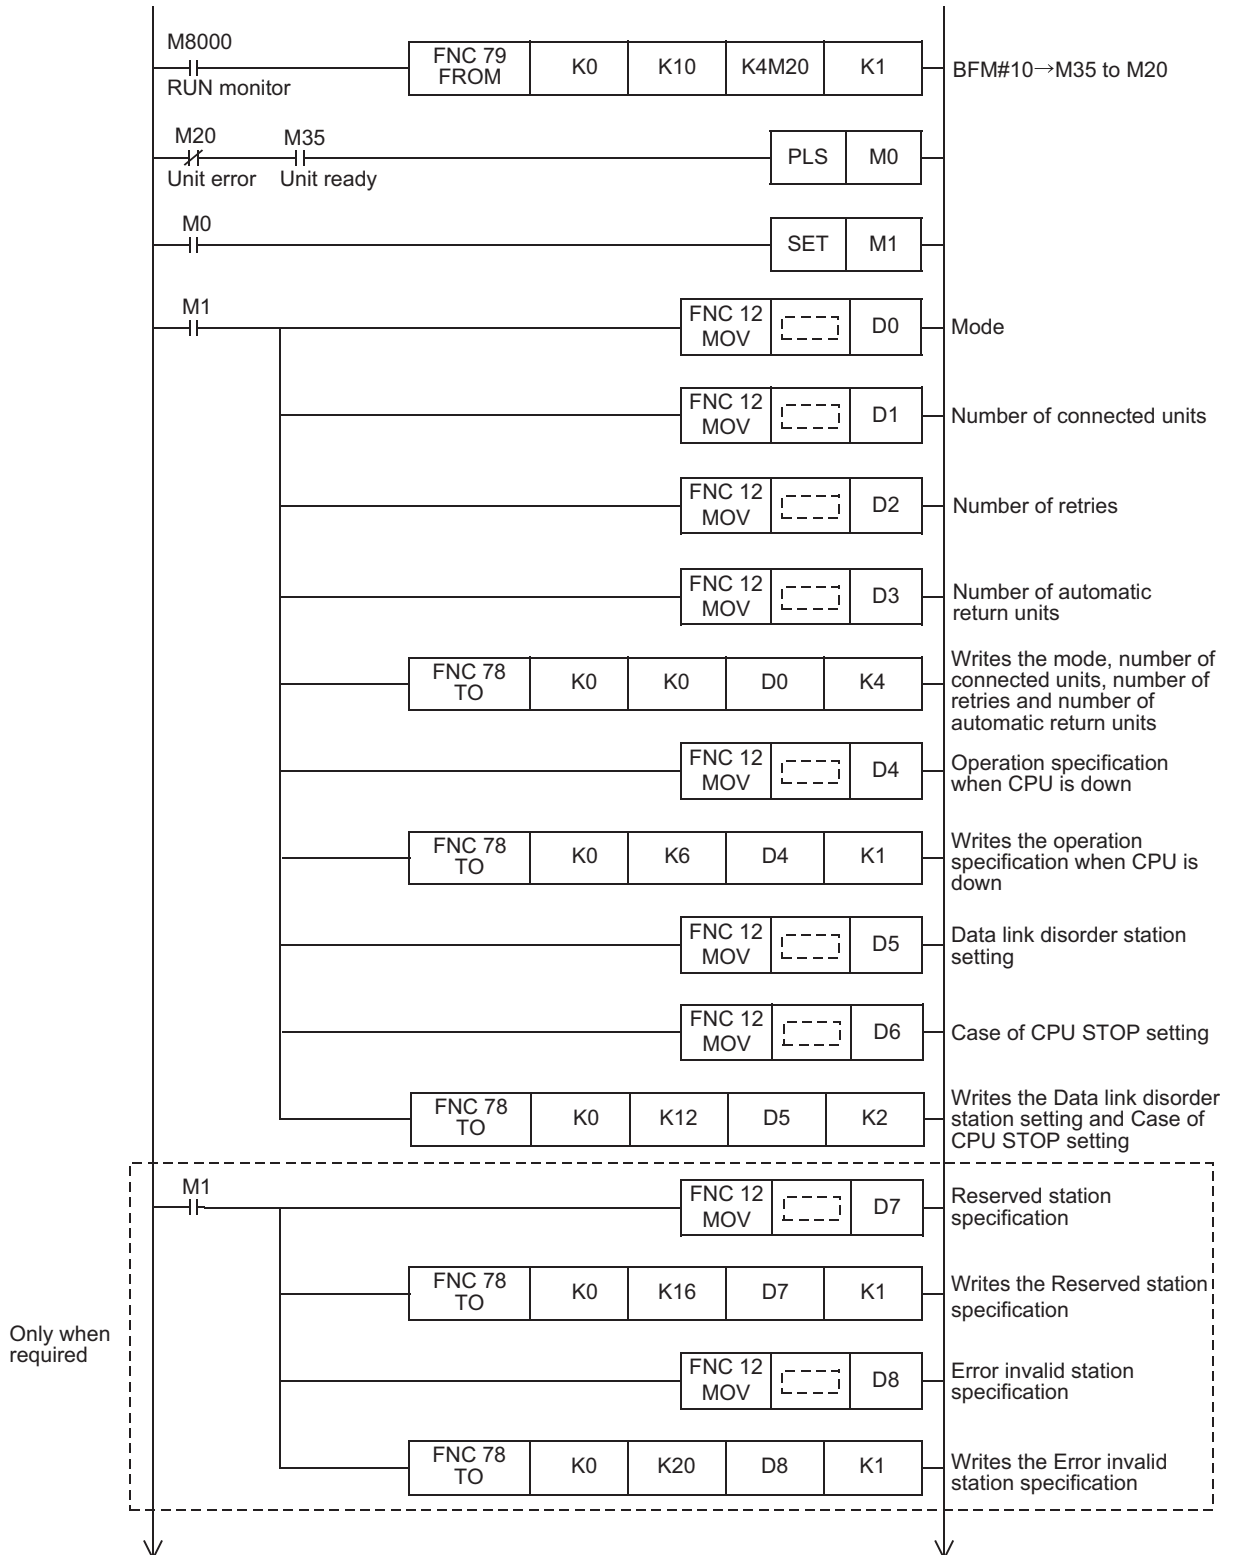 M8000
RUN monitor
FNC 79
FROM
K0
K10
K4M20
K1
BFM#10→M35 to M20
M20
Unit error
M35
Unit ready
PLS
M0
M0
SET
M1
M1
FNC 12
MOV
D0
Mode
FNC 12
MOV
D1
Number of connected units
FNC 12
MOV
D2
Number of retries
FNC 12
MOV
D3
Number of automatic
return units
FNC 78
TO
K0
K0
D0
K4
Writes the mode, number of
connected units, number of
retries and number of
automatic return units
FNC 12
MOV
D4
Operation specification
when CPU is down
FNC 78
TO
K0
K6
D4
K1
Writes the operation
specification when CPU is
down
FNC 12
MOV
D5
Data link disorder station
setting
FNC 12
MOV
D6
Case of CPU STOP setting
FNC 78
TO
K0
K12
D5
K2
Writes the Data link disorder
station setting and Case of
CPU STOP setting
Only when
required
M1
FNC 12
MOV
D7
Reserved station
specification
FNC 78
TO
K0
K16
D7
K1
Writes the Reserved station
specification
FNC 12
MOV
D8
Error invalid station
specification
FNC 78
TO
K0
K20
D8
K1
Writes the Error invalid
station specification